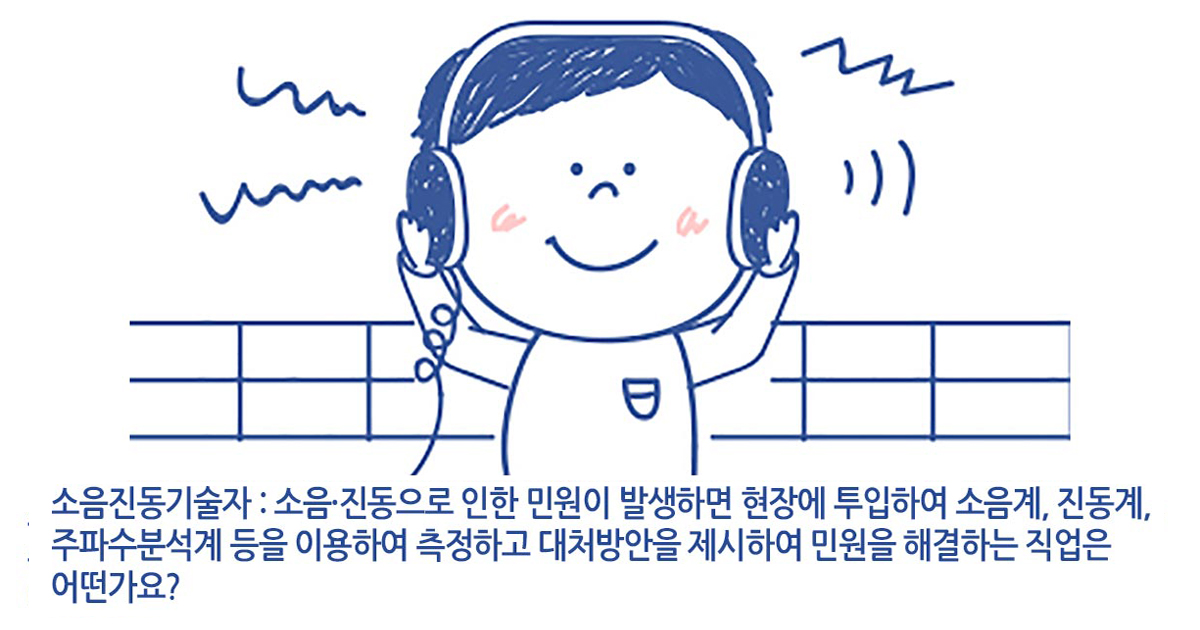 소음진동기술자 : 소음·진동으로 인한 민원이 발생하면 현장에 투입하여 소음계, 진동계,
주파수분석계 등을 이용하여 측정하고 대처방안을 제시하여 민원을 해결하는 직업은
어떤가요?